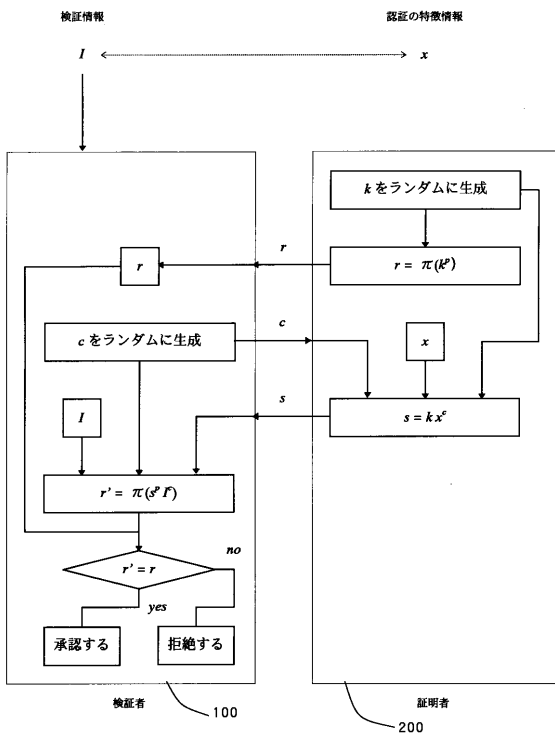 検証情報
認証の特徴情報
I
x
kをランダムに生成
r
r
r = π(k^p)
cをランダムに生成
c
x
I
s
s = k x^c
r' = π(s^p I^c)
r' = r
no
yes
承認する
拒絶する
検証者
100
200
証明者